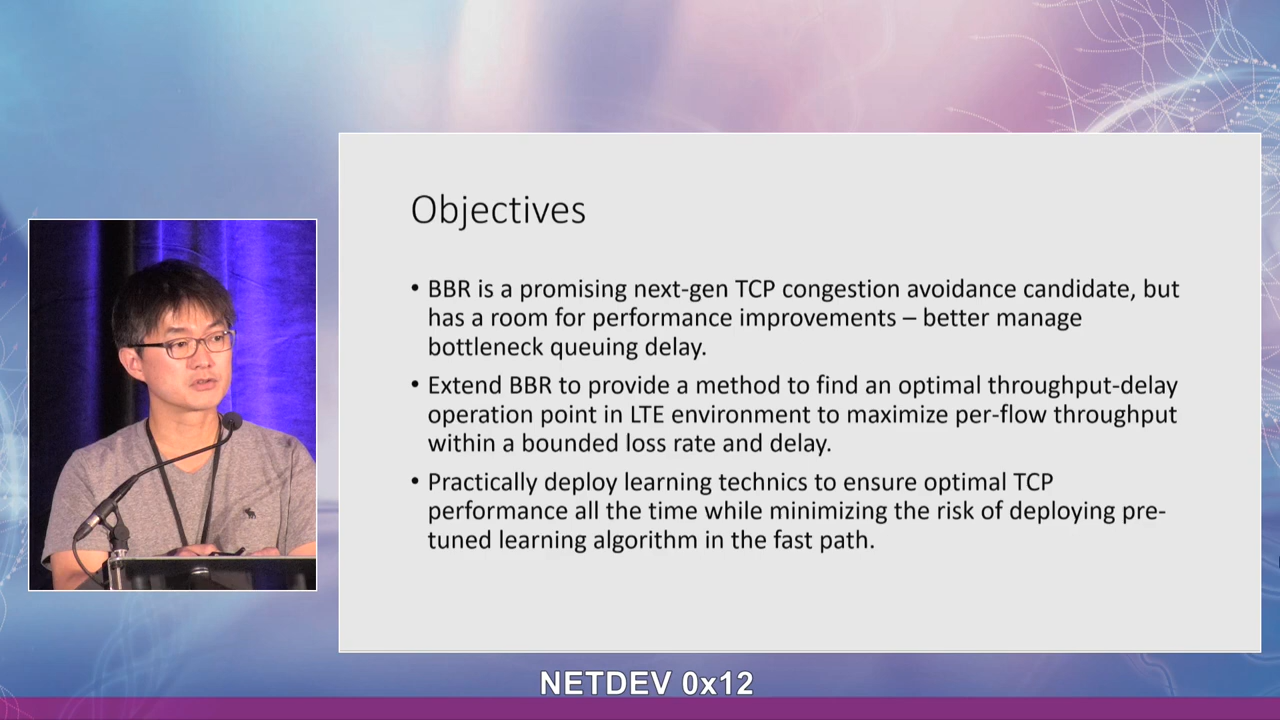 Objectives
• BBR is a promising next-gen TCP congestion avoidance candidate, but
has a room for performance improvements – better manage
bottleneck queuing delay.
• Extend BBR to provide a method to find an optimal throughput-delay
operation point in LTE environment to maximize per-flow throughput
within a bounded loss rate and delay.
• Practically deploy learning technics to ensure optimal TCP
performance all the time while minimizing the risk of deploying pre-
tuned learning algorithm in the fast path.
NETDEV 0x12